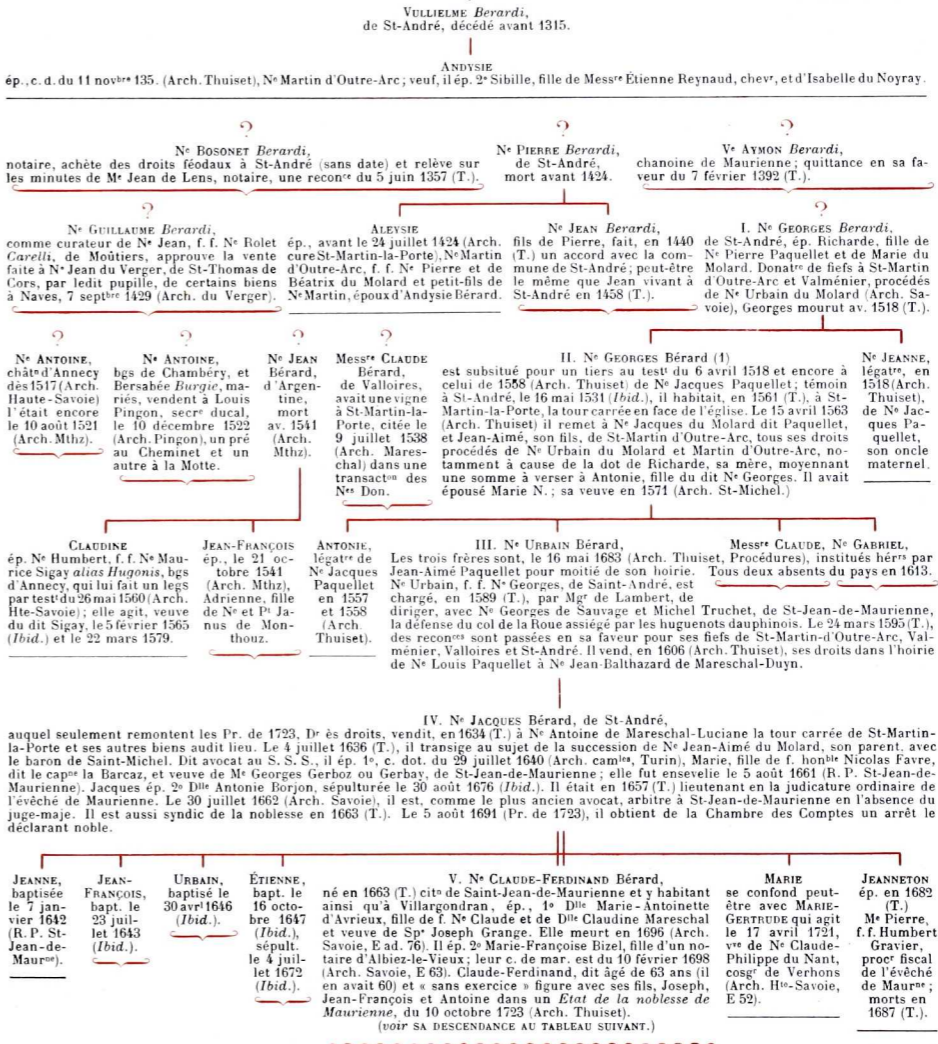 VULLIELME Berardi,
de St-André, décédé avant 1315.
ANDYSIE
ép., c. d. du 11 novbre 135. (Arch. Thuiset), Ne Martin d'Outre-Arc ; veuf, il ép. 2° Sibille, fille de Messre Étienne Reynaud, chevr, et d'Isabelle du Noyray.
?
Ne BOSONET Berardi,
notaire, achète des droits féodaux à St-André (sans date) et relève sur
les minutes de Me Jean de Lens, notaire, une reconce du 5 juin 1357 (T.).
?
Ne PIERRE Berardi,
de St-André,
mort avant 1424.
?
Ve AYMON Berardi,
chanoine de Maurienne ; quittance en sa fa-
veur du 7 février 1392 (T.).
?
Ne GUILLAUME Berardi,
comme curateur de Ne Jean, f. f. Ne Rolet
Carelli, de Moûtiers, approuve la vente
faite à Ne Jean du Verger, de St-Thomas de
Cors, par ledit pupille, de certains biens
à Naves, 7 septbre 1429 (Arch. du Verger).
ALEYSIE
ép., avant le 24 juillet 1424 (Arch.
cure St-Martin-la-Porte), Ne Martin
d'Outre-Arc, f. f. Ne Pierre et de
Béatrix du Molard et petit-fils de
Ne Martin, époux d'Andysie Bérard.
Ne JEAN Berardi,
fils de Pierre, fait, en 1440
(T.) un accord avec la com-
mune de St-André ; peut-être
le même que Jean vivant à
St-André en 1458 (T.).
?
I. Ne GEORGES Berardi,
de St-André, ép. Richarde, fille de
Ne Pierre Paquellet et de Marie du
Molard. Donatre de fiefs à St-Martin
d'Outre-Arc et Valménier, procédés
de Ne Urbain du Molard (Arch. Sa-
voie), Georges mourut av. 1518 (T.).
?
Ne ANTOINE,
chât° d'Annecy
dès 1517 (Arch.
Haute-Savoie)
l'était encore
le 10 août 1521
(Arch. Mthz).
?
Ne ANTOINE,
bgs de Chambéry, et
Bersabée Burgie, ma-
riés, vendent à Louis
Pingon, secre ducal,
le 10 décembre 1522
(Arch. Pingon), un pré
au Cheminet et un
autre à la Motte.
?
Ne JEAN
Bérard,
d'Argen-
tine,
mort
av. 1541
(Arch.
Mthz).
?
Messre CLAUDE
Bérard,
de Valloires,
avait une vigne
à St-Martin-la-
Porte, citée le
9 juillet 1538
(Arch. Mares-
chal) dans une
transacton des
Nes Don.
II. Ne GEORGES Bérard (1)
est substitué pour un tiers au testt du 6 avril 1518 et encore à
celui de 1558 (Arch. Thuiset) de Ne Jacques Paquellet ; témoin
à St-André, le 16 mai 1531 (Ibid.), il habitait, en 1561 (T.), à St-
Martin-la-Porte, la tour carrée en face de l'église. Le 15 avril 1563
(Arch. Thuiset) il remet à Ne Jacques du Molard dit Paquellet,
et Jean-Aimé, son fils, de St-Martin d'Outre-Arc, tous ses droits
procédés de Ne Urbain du Molard et Martin d'Outre-Arc, no-
tamment à cause de la dot de Richarde, sa mère, moyennant
une somme à verser à Antonie, fille du dit Ne Georges. Il avait
épousé Marie N. ; sa veuve en 1571 (Arch. St-Michel.)
Ne JEANNE,
légatre, en
1518 (Arch.
Thuiset),
de Ne Jac-
ques Pa-
quellet,
son oncle
maternel.
CLAUDINE
ép. Ne Humbert, f. f. Ne Mau-
rice Sigay alias Hugonis, bgs
d'Annecy, qui lui fait un legs
par testt du 26 mai 1560 (Arch
Hte-Savoie) ; elle agit, veuve
du dit Sigay, le 5 février 1565
(Ibid.) et le 22 mars 1579.
JEAN-FRANÇOIS
ép., le 21 oc-
tobre 1541
(Arch. Mthz),
Adrienne, fille
de Ne et Pt Ja-
nus de Mon-
thouz.
ANTONIE,
légatre de
Ne Jacques
Paquellet
en 1557
et 1558
(Arch.
Thuiset).
III. Ne URBAIN Bérard,
Les trois frères sont, le 16 mai 1683 (Arch. Thuiset, Procédures), institués hérrs par
Jean-Aimé Paquellet pour moitié de son hoirie.
Ne Urbain, f. f. Ne Georges, de Saint-André, est
chargé, en 1589 (T.), par Mgr de Lambert, de
diriger, avec Ne Georges de Sauvage et Michel Truchet, de St-Jean-de-Maurienne,
la défense du col de la Roue assiégé par les huguenots dauphinois. Le 24 mars 1595 (T.),
des reconces sont passées en sa faveur pour ses fiefs de St-Martin-d'Outre-Arc, Val-
ménier, Valloires et St-André. Il vend, en 1606 (Arch. Thuiset), ses droits dans l'hoirie
de Ne Louis Paquellet à Ne Jean-Balthazard de Mareschal-Duyn.
Messre CLAUDE, Ne GABRIEL,
Tous deux absents du pays en 1613.
IV. Ne JACQUES Bérard, de St-André,
auquel seulement remontent les Pr. de 1723, Dr ès droits, vendit, en 1634 (T.) à Ne Antoine de Mareschal-Luciane la tour carrée de St-Martin-
la-Porte et ses autres biens audit lieu. Le 4 juillet 1636 (T.), il transige au sujet de la succession de Ne Jean-Aimé du Molard, son parent, avec
le baron de Saint-Michel. Dit avocat au S. S. S., il ép. 1°, c. dot. du 29 juillet 1640 (Arch. camles, Turin), Marie, fille de f. honble Nicolas Favre,
dit le capne la Barcaz, et veuve de Me Georges Gerboz ou Gerbay, de St-Jean-de-Maurienne ; elle fut ensevelie le 5 août 1661 (R. P. St-Jean-de-
Maurienne). Jacques ép. 2° Dlle Antonie Borjon, sépulturée le 30 août 1676 (Ibid.). Il était en 1657 (T.) lieutenant en la judicature ordinaire de
l'évêché de Maurienne. Le 30 juillet 1662 (Arch. Savoie), il est, comme le plus ancien avocat, arbitre à St-Jean-de-Maurienne en l'absence du
juge-maje. Il est aussi syndic de la noblesse en 1663 (T.). Le 5 août 1691 (Pr. de 1723), il obtient de la Chambre des Comptes un arrêt le
déclarant noble.
JEANNE,
baptisée
le 7 jan-
vier 1642
(R. P. St-
Jean-de-
Maurne).
JEAN-
FRANÇOIS,
bapt. le
23 juil-
let 1643
(Ibid.).
URBAIN,
baptisé le
30 avrl 1646
(Ibid.).
ÉTIENNE,
bapt. le
16 octo-
bre 1647
(Ibid.),
sépult.
le 4 juil-
let 1672
(Ibid.).
V. Ne CLAUDE-FERDINAND Bérard,
né en 1663 (T.) citn de Saint-Jean-de-Maurienne et y habitant
ainsi qu'à Villargondran, ép., 1° Dlle Marie-Antoinette
d'Avrieux, fille de f. Ne Claude et de Dlle Claudine Mareschal
et veuve de Spe Joseph Grange. Elle meurt en 1696 (Arch.
Savoie, E ad. 76). Il ép. 2° Marie-Françoise Bizel, fille d'un no-
taire d'Albiez-le-Vieux ; leur c. de mar. est du 10 février 1698
(Arch. Savoie, E 63). Claude-Ferdinand, dit âgé de 63 ans (il
en avait 60) et « sans exercice » figure avec ses fils, Joseph,
Jean-François et Antoine dans un Etat de la noblesse de
Maurienne, du 10 octobre 1723 (Arch. Thuiset).
(voir SA DESCENDANCE AU TABLEAU SUIVANT.)
MARIE
se confond peut-
être avec MARIE-
GERTRUDE qui agit
le 17 avril 1721,
vve de Ne Claude-
Philippe du Nant,
cosgr de Verhons
(Arch. Hte-Savoie,
E 52).
JEANNETON
ép. en 1682
(T.)
Me Pierre,
f. f. Humbert
Gravier,
procr fiscal
de l'évêché
de Maurne ;
morts en
1687 (T.).